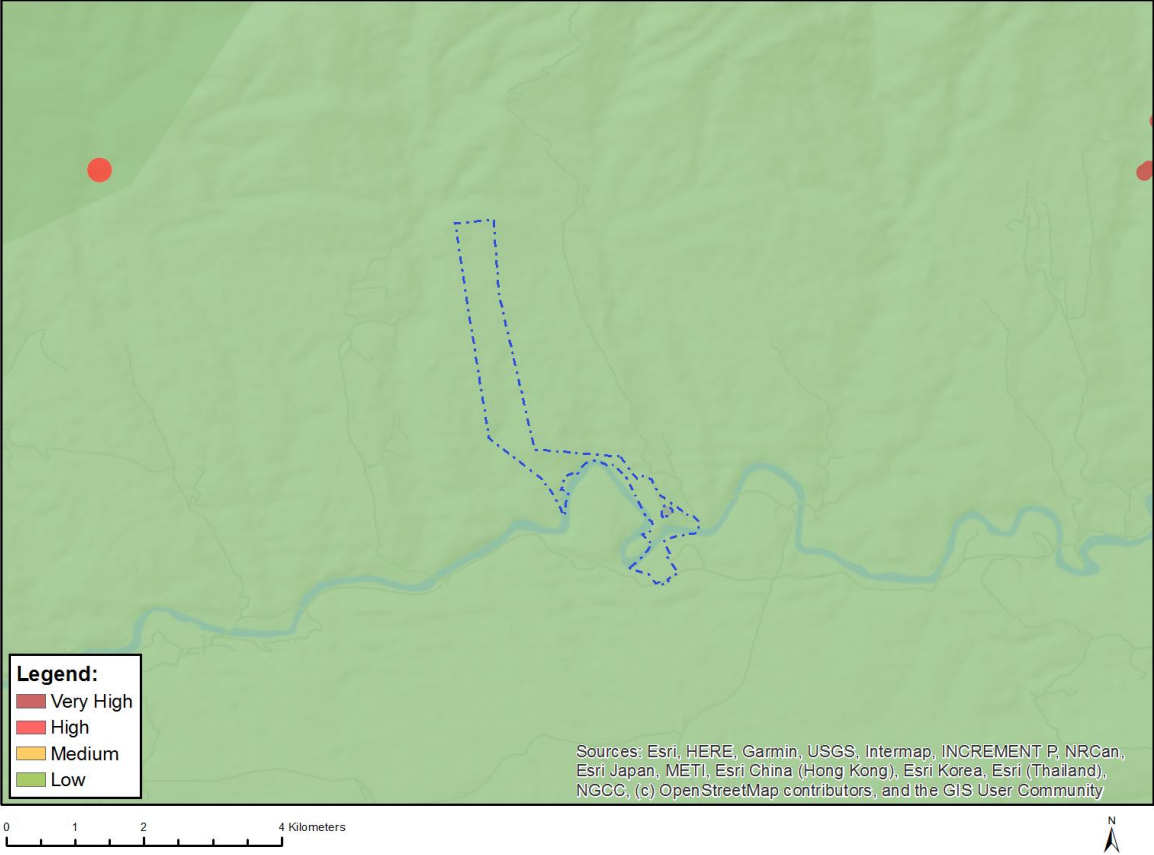 Legend:
Very High
High
Medium
Low
Sources: Esri, HERE, Garmin, USGS, Intermap, INCREMENT P, NRCan,
Esri Japan, METI, Esri China (Hong Kong), Esri Korea, Esri (Thailand),
NGCC, (c) OpenStreetMap contributors, and the GIS User Community
0 1 2 4 Kilometers
N